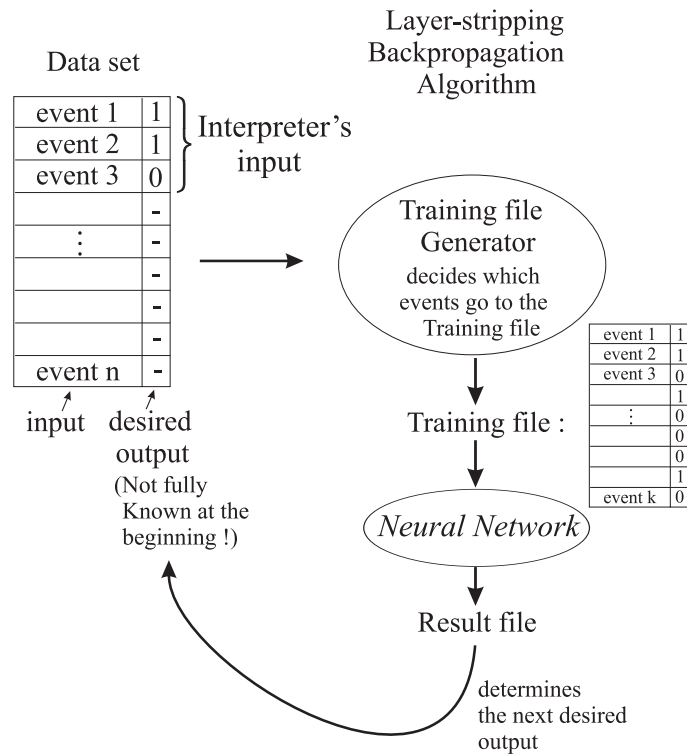 Layer-stripping
Backpropagation
Algorithm
Data set
event 1 1
event 2 1
event 3 0
-
⋮ -
-
-
-
event n -
Interpreter's
input
input
desired
output
(Not fully
Known at the
beginning !)
Training file
Generator
decides which
events go to the
Training file
Training file :
event 1 1
event 2 1
event 3 0
1
⋮ 0
0
0
1
event k 0
Neural Network
Result file
determines
the next desired
output